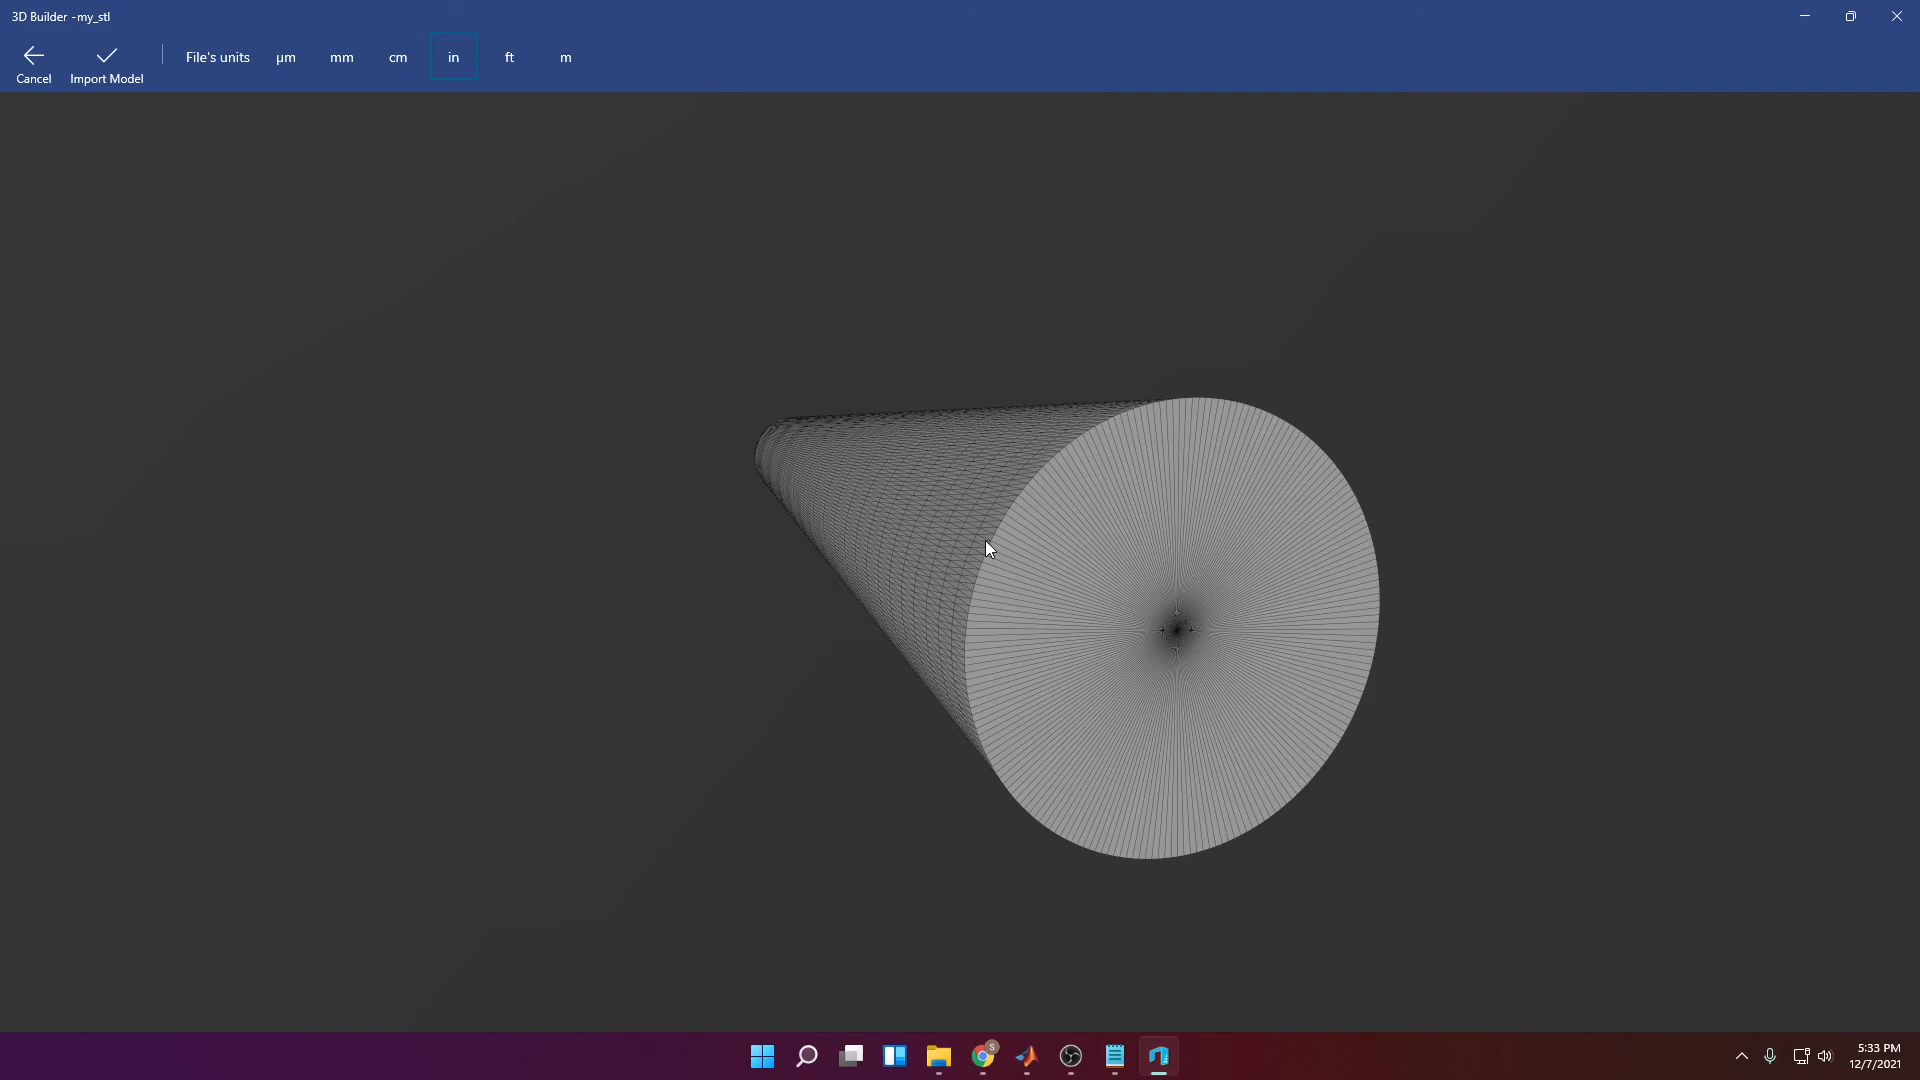 3D Builder -my_stl
Cancel
Import Model
File's units
µm
mm
cm
in
ft
m
S
5:33 PM
12/7/2021